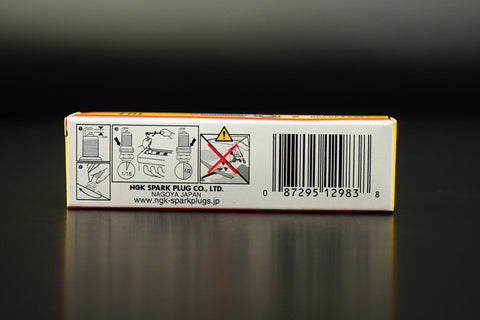 1/16
1/2
NGK SPARK PLUG CO., LTD.
NAGOYA JAPAN
www.ngk-sparkplugs.jp
0 87295 12983 8